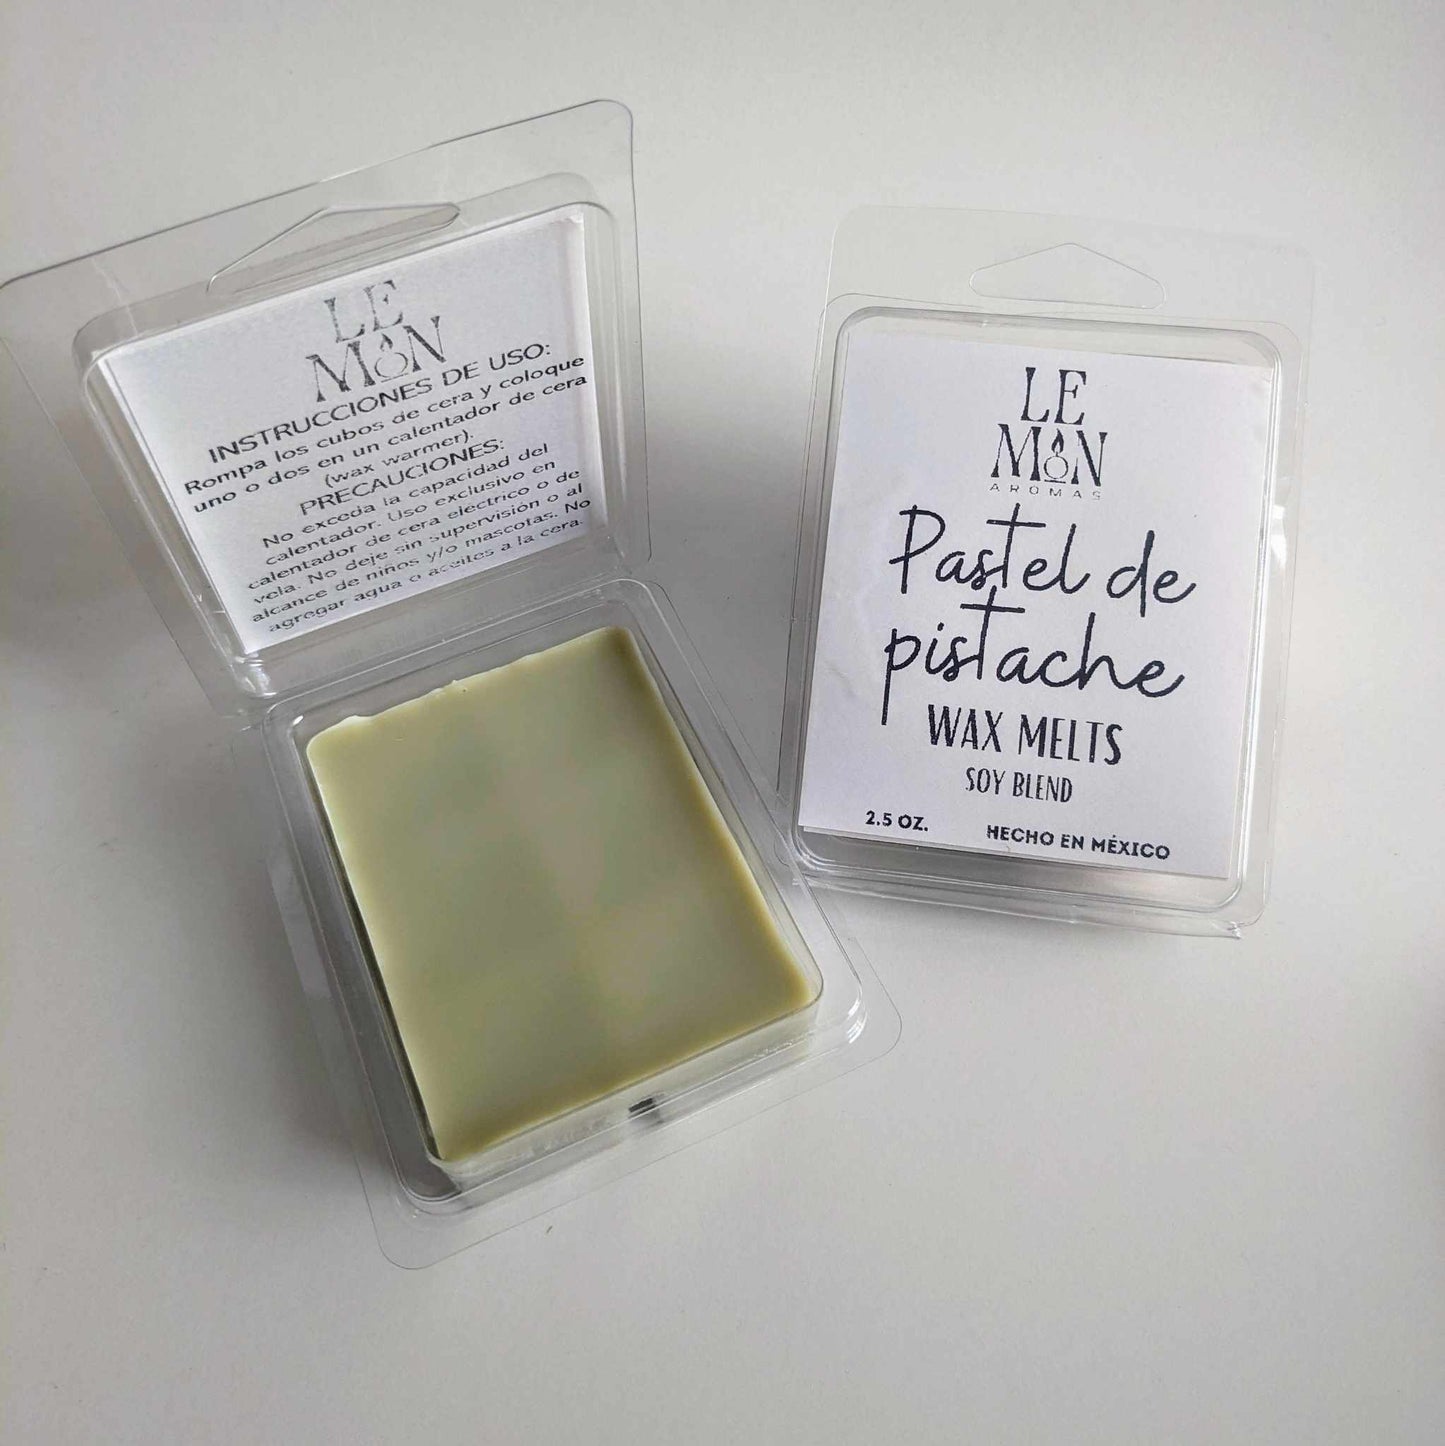 LE
MON
INSTRUCCIONES DE USO:
Rompa los cubos de cera y coloque
uno o dos en un calentador de cera
(wax warmer).
PRECAUCIONES:
No exceda la capacidad del
calentador. Uso exclusivo en
calentador de cera eléctrico o de
vela. No deje sin supervisión o al
alcance de niños y/o mascotas. No
agregar agua o aceites a la cera.
LE
MON
AROMAS
Pastel de
pistache
WAX MELTS
SOY BLEND
2.5 OZ. HECHO EN MÉXICO